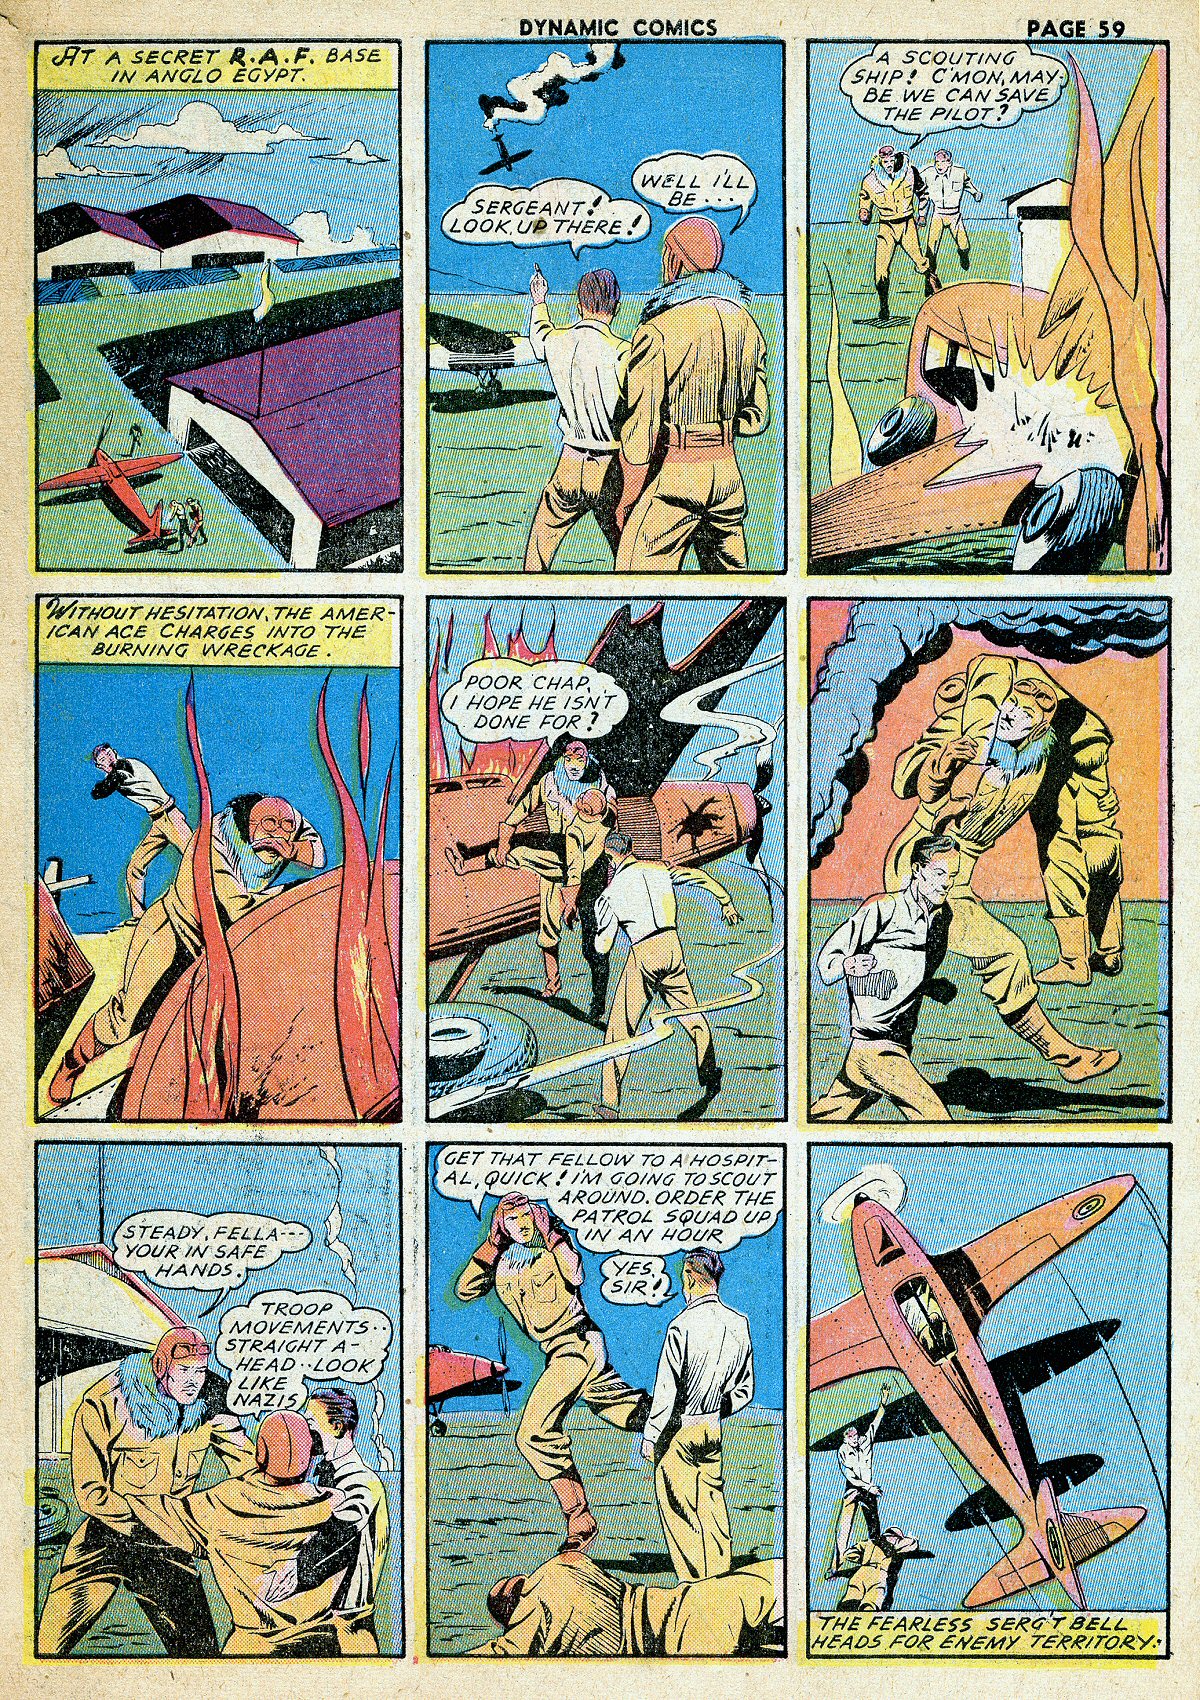 DYNAMIC COMICS
PAGE 59
AT A SECRET R.A.F. BASE
IN ANGLO EGYPT.
SERGEANT!
LOOK UP THERE!
WELL I'LL
BE...
A SCOUTING
SHIP! C'MON, MAY-
BE WE CAN SAVE
THE PILOT?
WITHOUT HESITATION, THE AMER-
ICAN ACE CHARGES INTO THE
BURNING WRECKAGE.
POOR CHAP,
I HOPE HE ISN'T
DONE FOR?
STEADY, FELLA---
YOUR IN SAFE
HANDS.
TROOP
MOVEMENTS..
STRAIGHT A-
HEAD..LOOK
LIKE
NAZIS
GET THAT FELLOW TO A HOSPIT-
AL, QUICK! I'M GOING TO SCOUT
AROUND. ORDER THE
PATROL SQUAD UP
IN AN HOUR
YES,
SIR!
THE FEARLESS SERG'T BELL
HEADS FOR ENEMY TERRITORY.